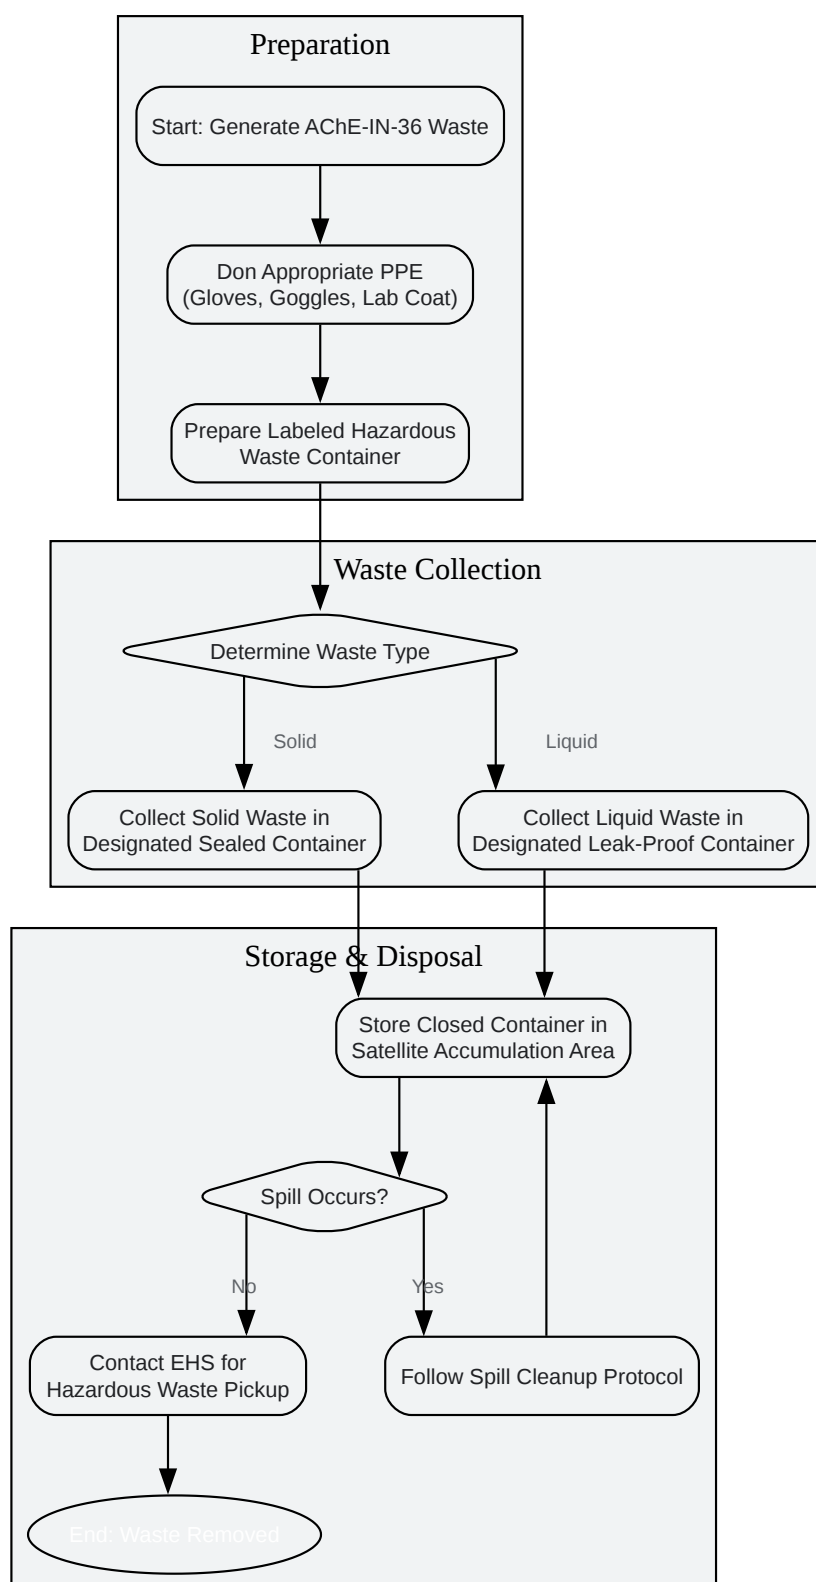 Preparation
Start: Generate AChE-IN-36 Waste
Don Appropriate PPE
(Gloves, Goggles, Lab Coat)
Prepare Labeled Hazardous
Waste Container
Waste Collection
Determine Waste Type
Solid
Liquid
Collect Solid Waste in
Designated Sealed Container
Collect Liquid Waste in
Designated Leak-Proof Container
Storage & Disposal
Store Closed Container in
Satellite Accumulation Area
Spill Occurs?
No
Yes
Contact EHS for
Hazardous Waste Pickup
Follow Spill Cleanup Protocol
End: Waste Removed